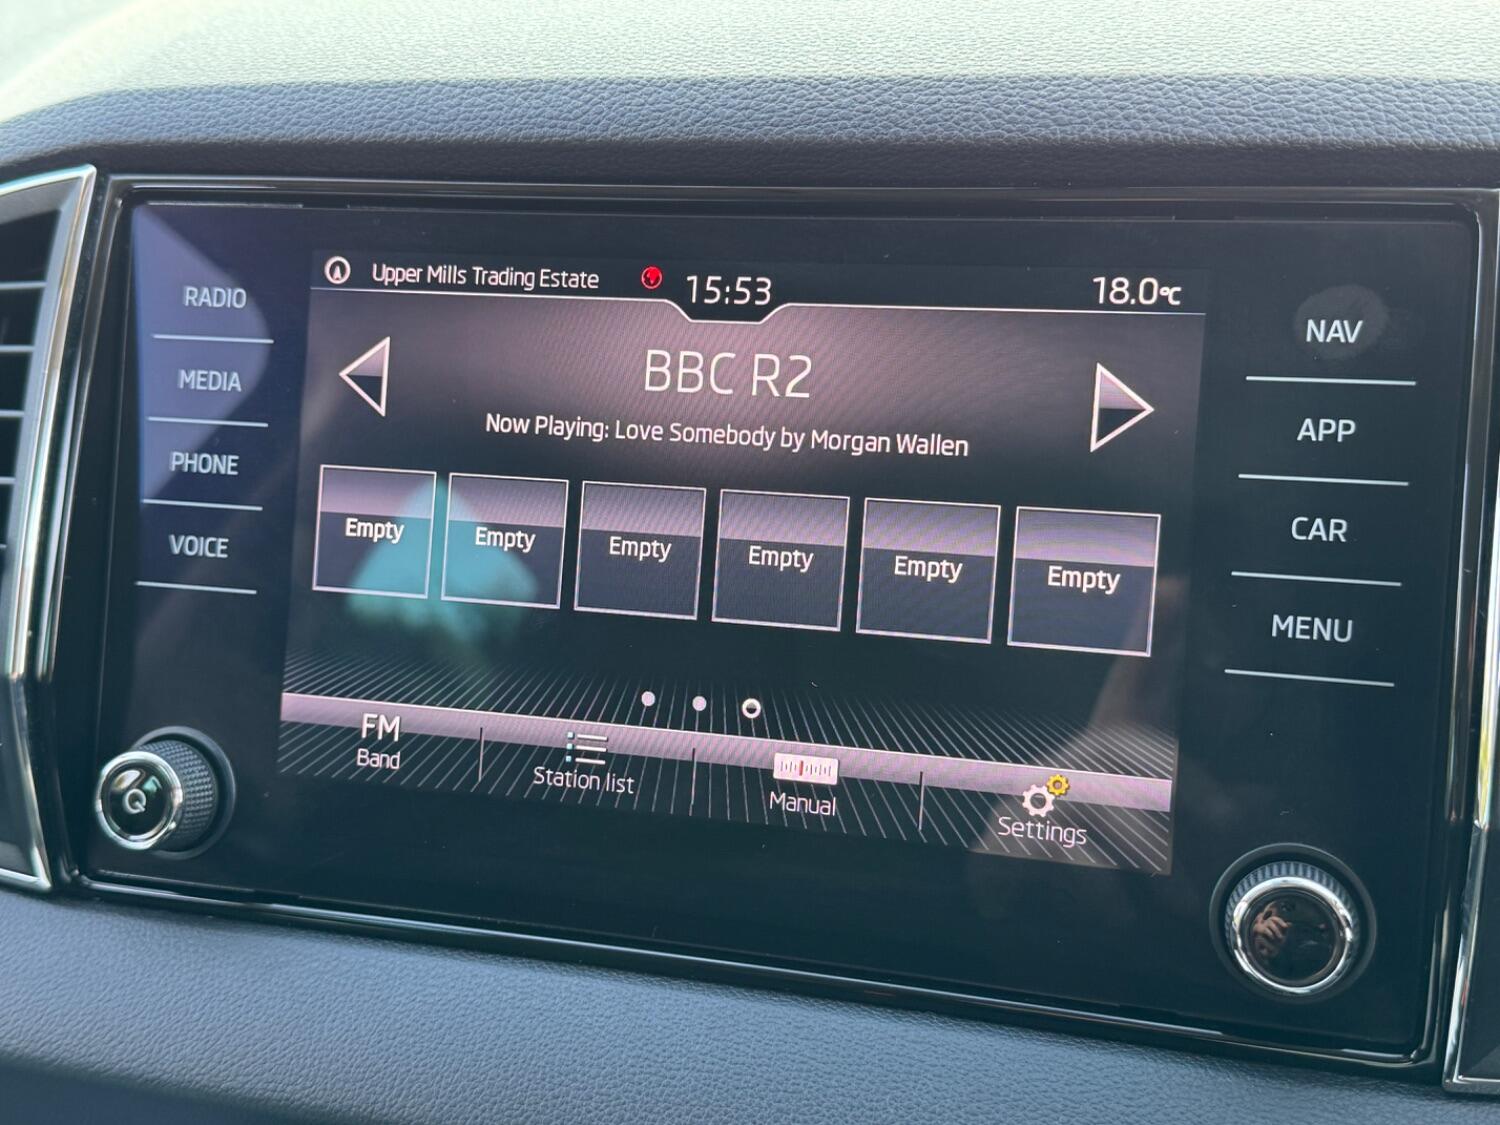 Upper Mills Trading Estate
15:53
18.0°C
RADIO
MEDIA
PHONE
VOICE
BBC R2
Now Playing: Love Somebody by Morgan Wallen
Empty
Empty
Empty
Empty
Empty
Empty
FM
Band
Station list
Manual
Settings
NAV
APP
CAR
MENU